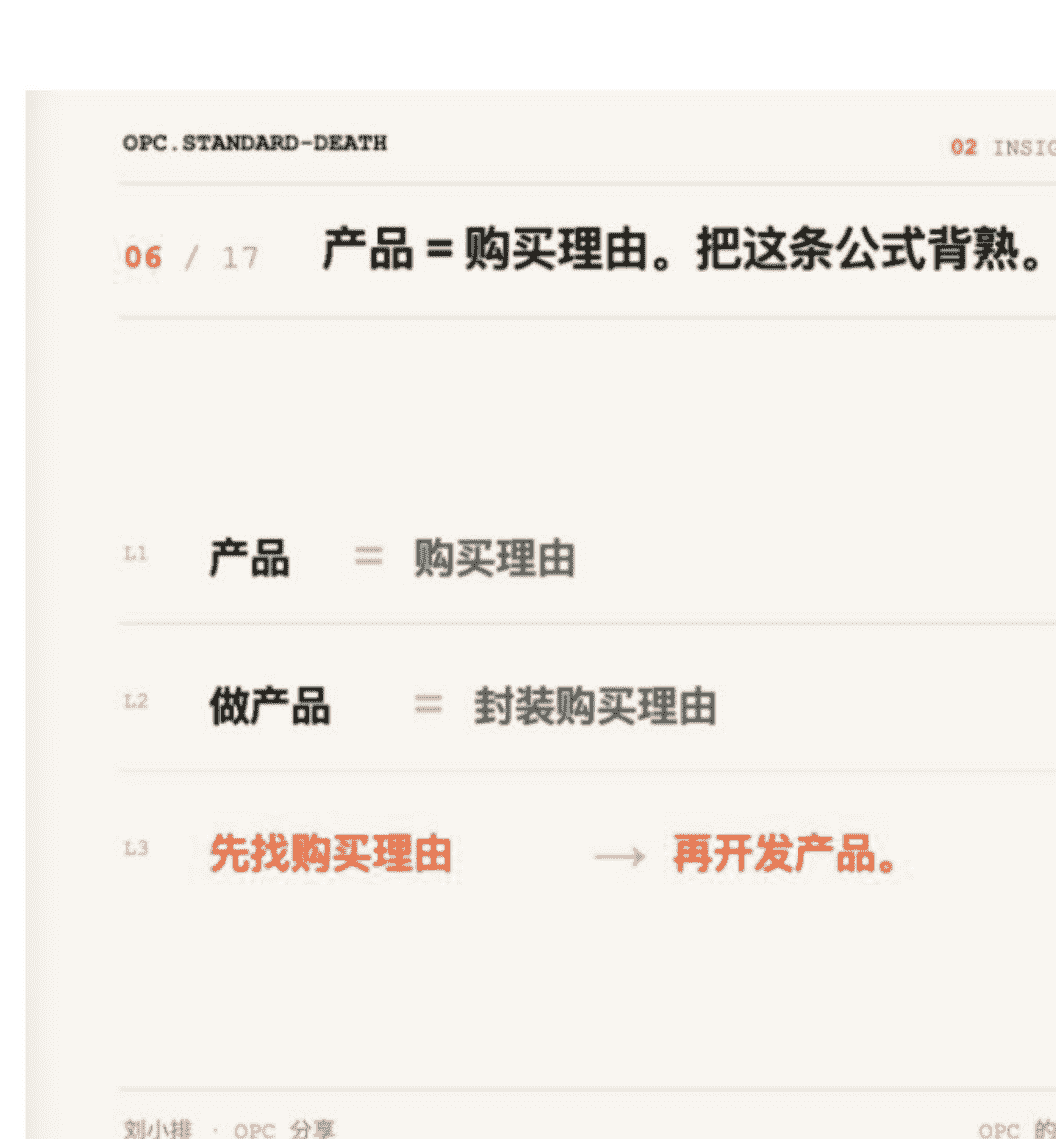 OPC.STANDARD-DEATH
02 INSIG
06 / 17 产品 = 购买理由。把这条公式背熟。
L1 产品 = 购买理由
L2 做产品 = 封装购买理由
L3 先找购买理由 → 再开发产品。
刘小排 · OPC 分享
OPC 的